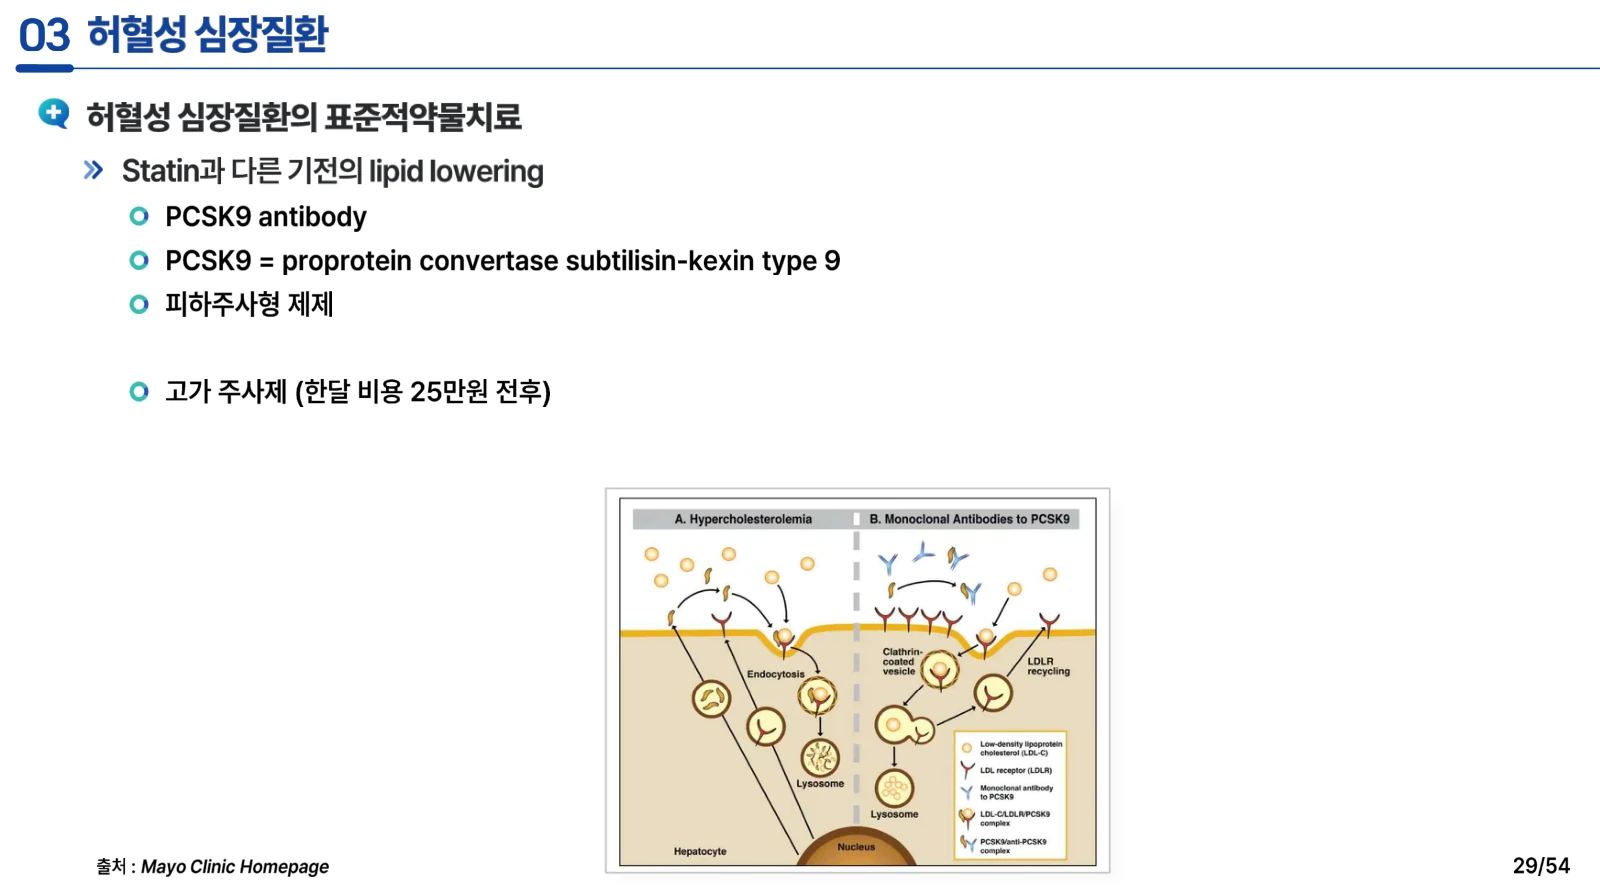 03 허혈성 심장질환
허혈성 심장질환의 표준적약물치료
Statin과 다른 기전의 lipid lowering
PCSK9 antibody
PCSK9 = proprotein convertase subtilisin-kexin type 9
피하주사형 제제
고가 주사제 (한달 비용 25만원 전후)
A. Hypercholesterolemia
B. Monoclonal Antibodies to PCSK9
Endocytosis
Lysosome
Clathrin-
coated
vesicle
LDLR
recycling
Lysosome
Low-density lipoprotein
cholesterol (LDL-C)
LDL receptor (LDLR)
Monoclonal antibody
to PCSK9
LDL-C/LDLR/PCSK9
complex
PCSK9/anti-PCSK9
complex
Hepatocyte
Nucleus
출처 : Mayo Clinic Homepage
29/54